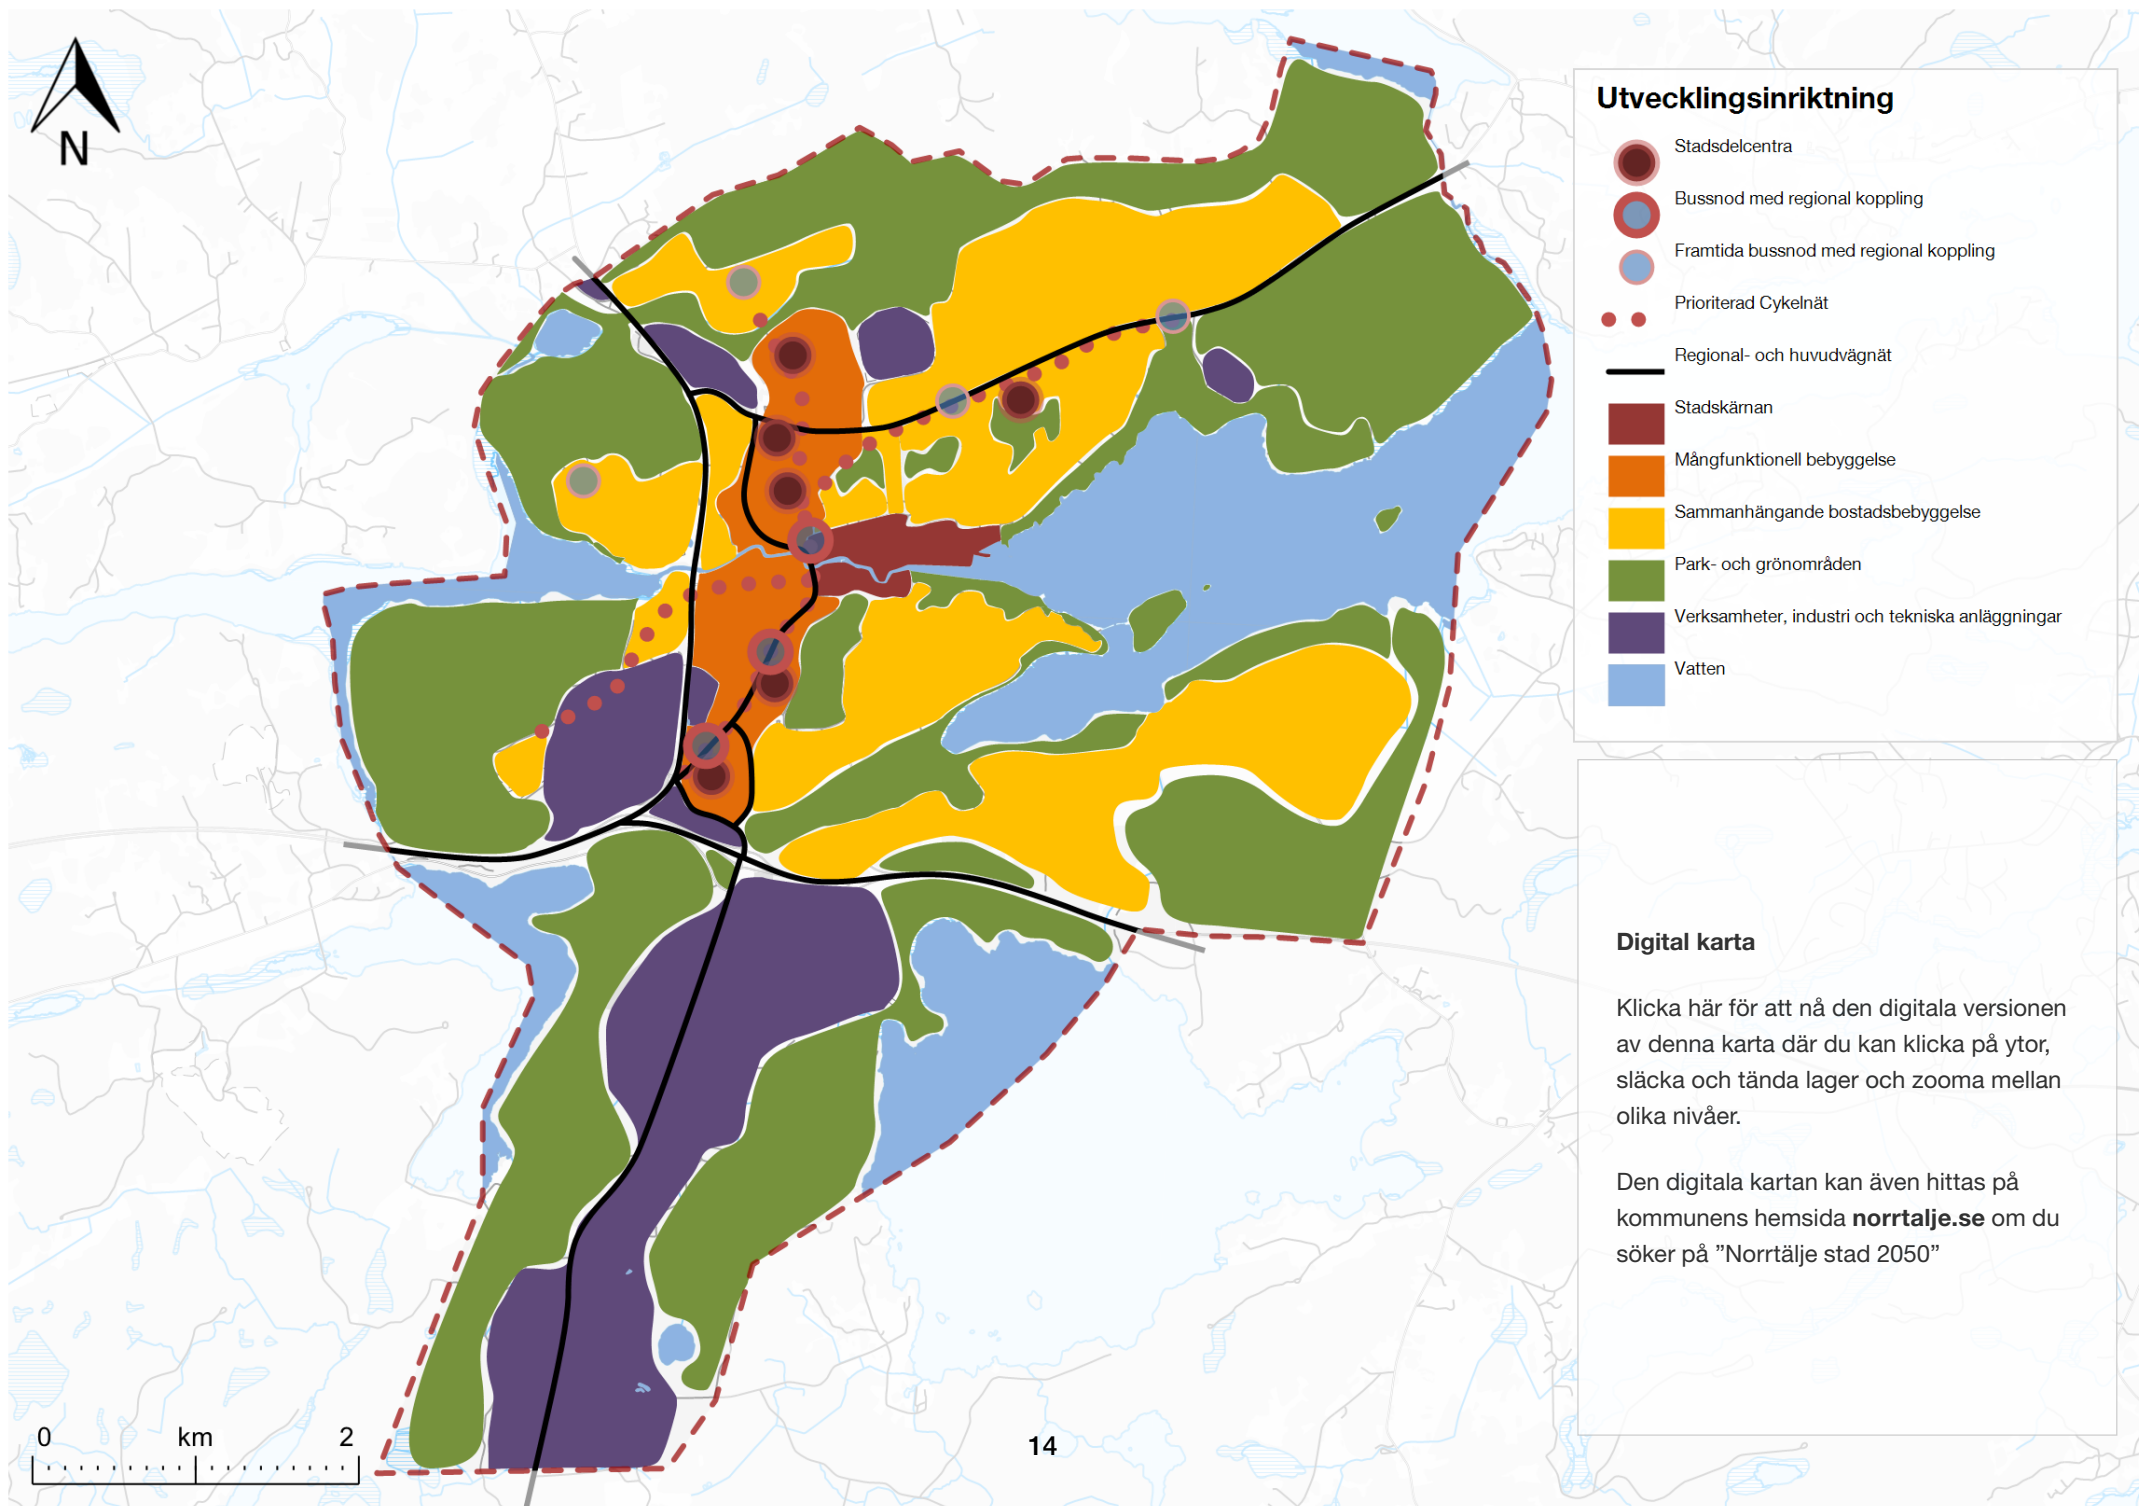 N
Utvecklingsinriktning
Stadsdelcentra
Bussnod med regional koppling
Framtida bussnod med regional koppling
Prioriterad Cykelnät
Regional- och huvudvägnät
Stadskärnan
Mångfunktionell bebyggelse
Sammanhängande bostadsbebyggelse
Park- och grönområden
Verksamheter, industri och tekniska anläggningar
Vatten
Digital karta
Klicka här för att nå den digitala versionen
av denna karta där du kan klicka på ytor,
släcka och tända lager och zooma mellan
olika nivåer.
Den digitala kartan kan även hittas på
kommunens hemsida norrtalje.se om du
söker på ”Norrtälje stad 2050”
0 km 2
14